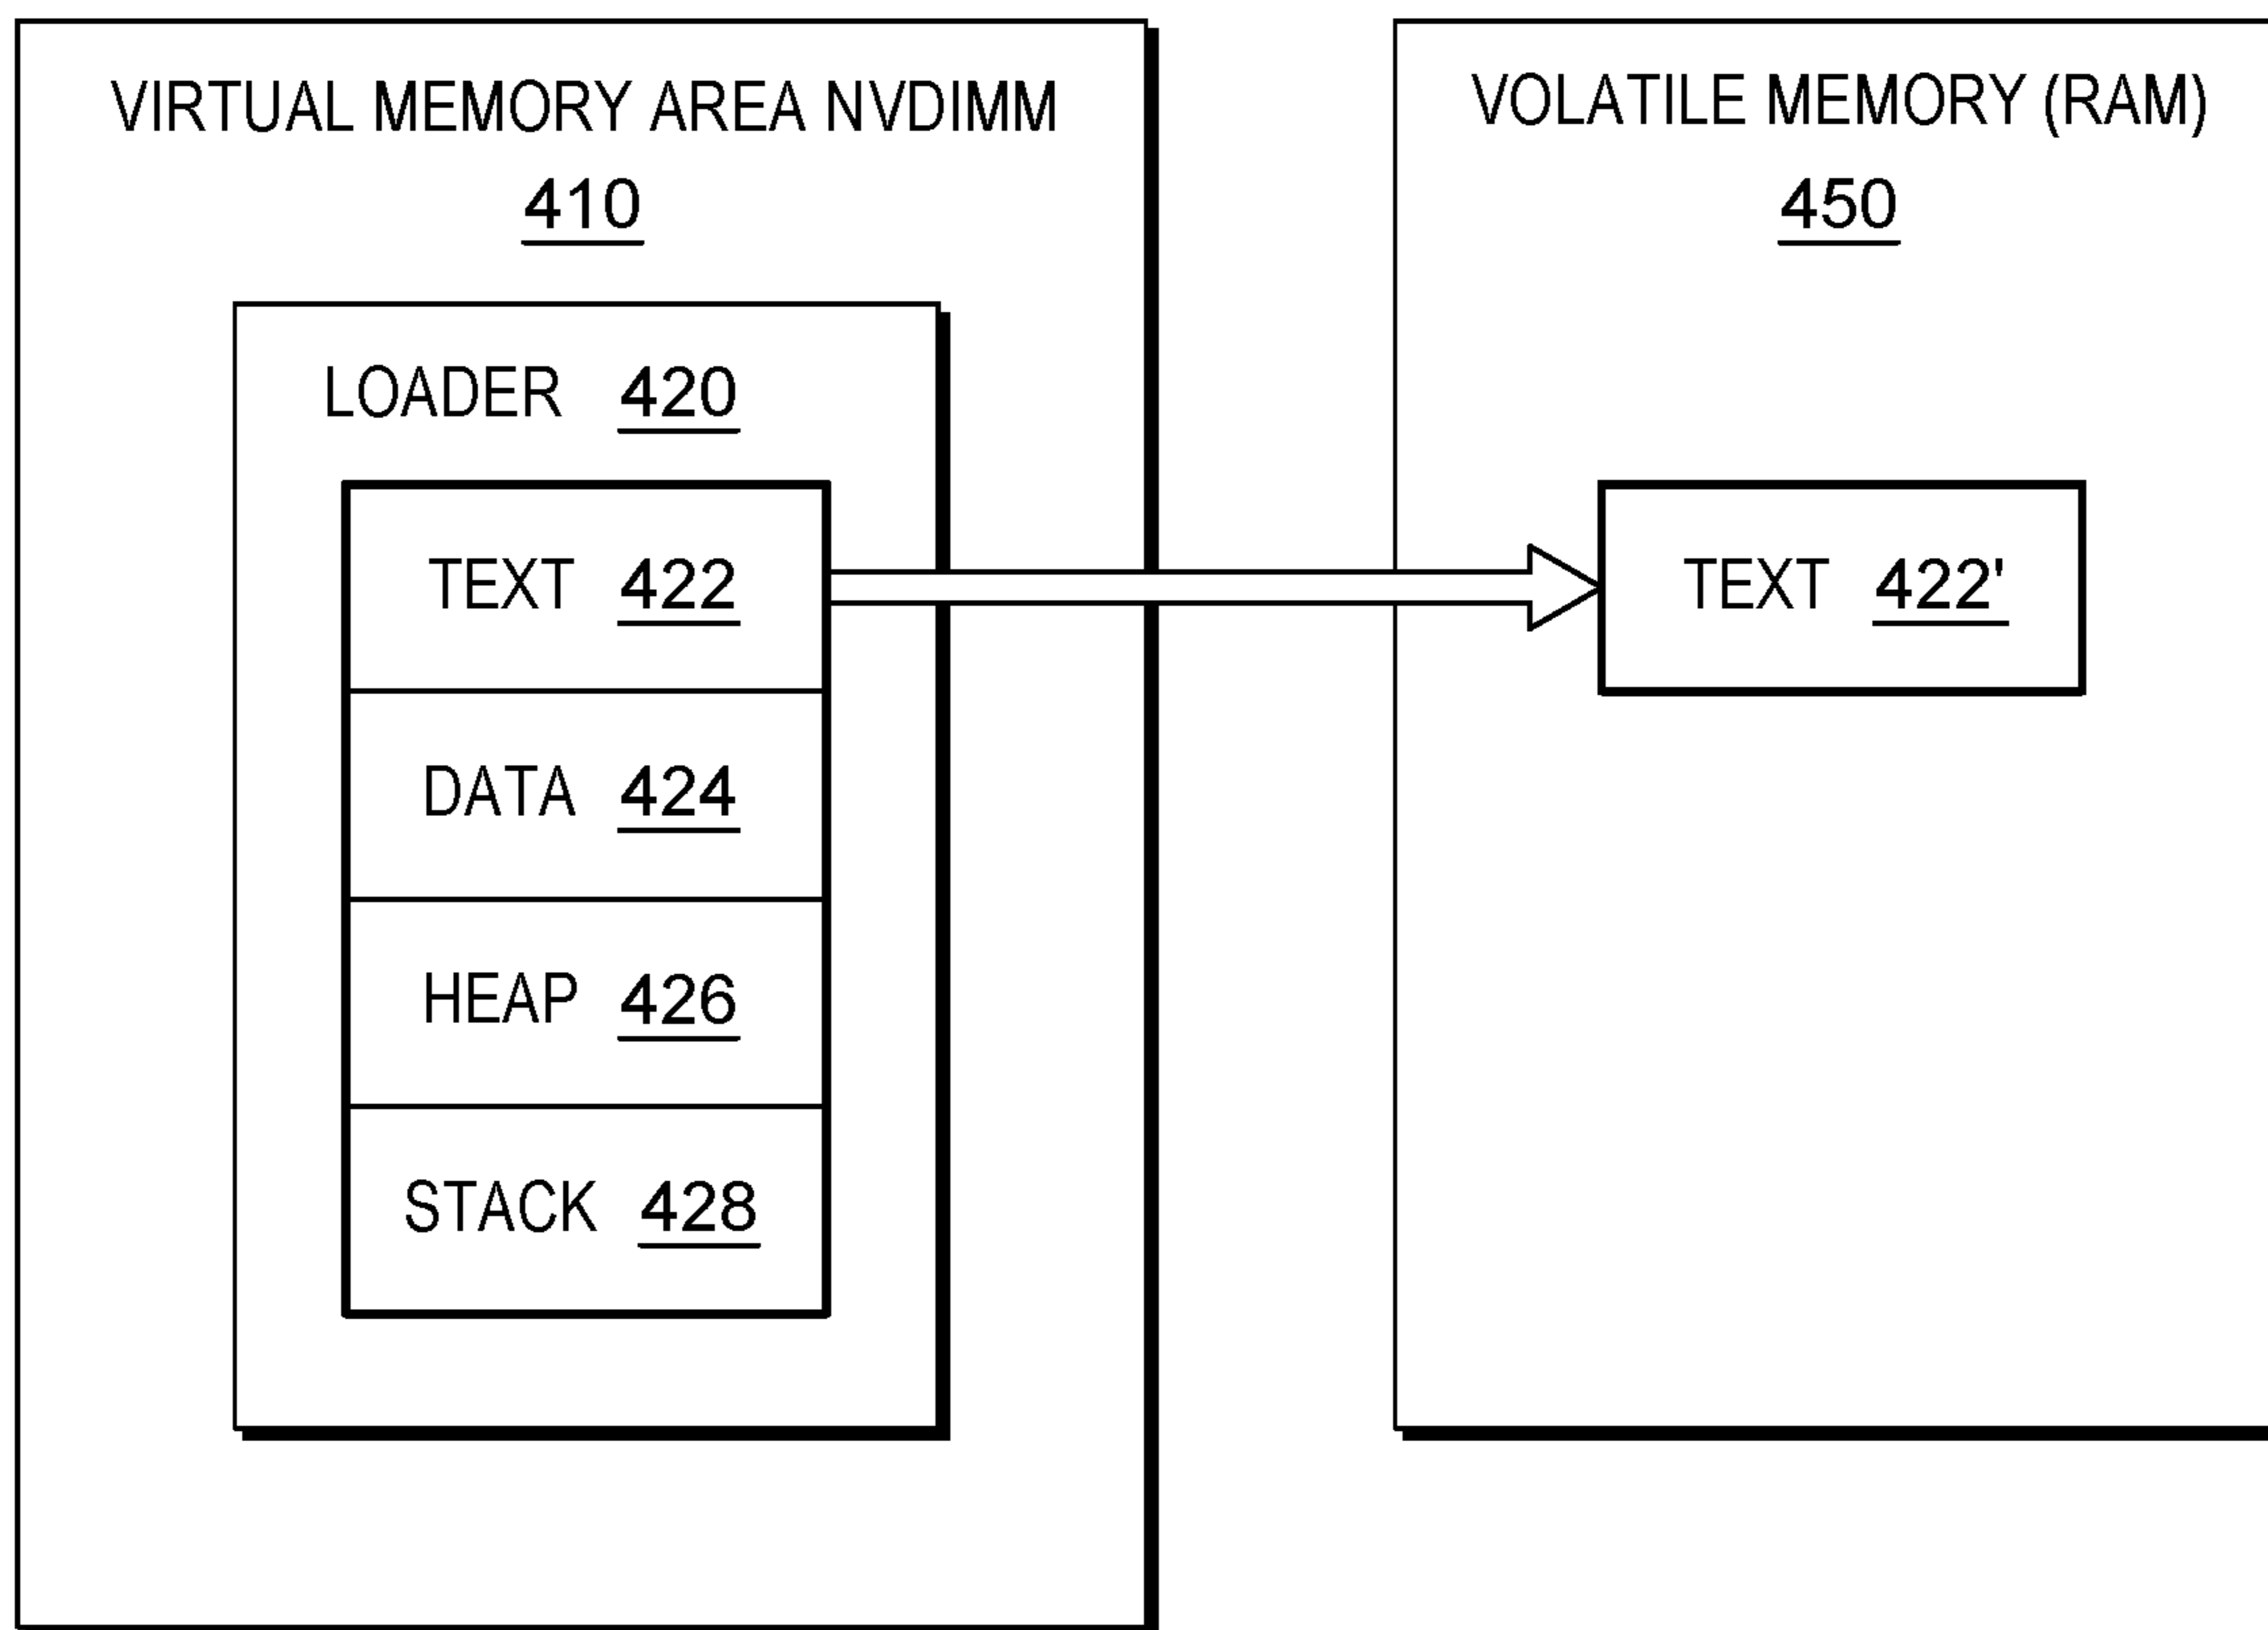 VIRTUAL MEMORY AREA NVDIMM
410
LOADER 420
TEXT 422
DATA 424
HEAP 426
STACK 428
VOLATILE MEMORY (RAM)
450
TEXT 422'